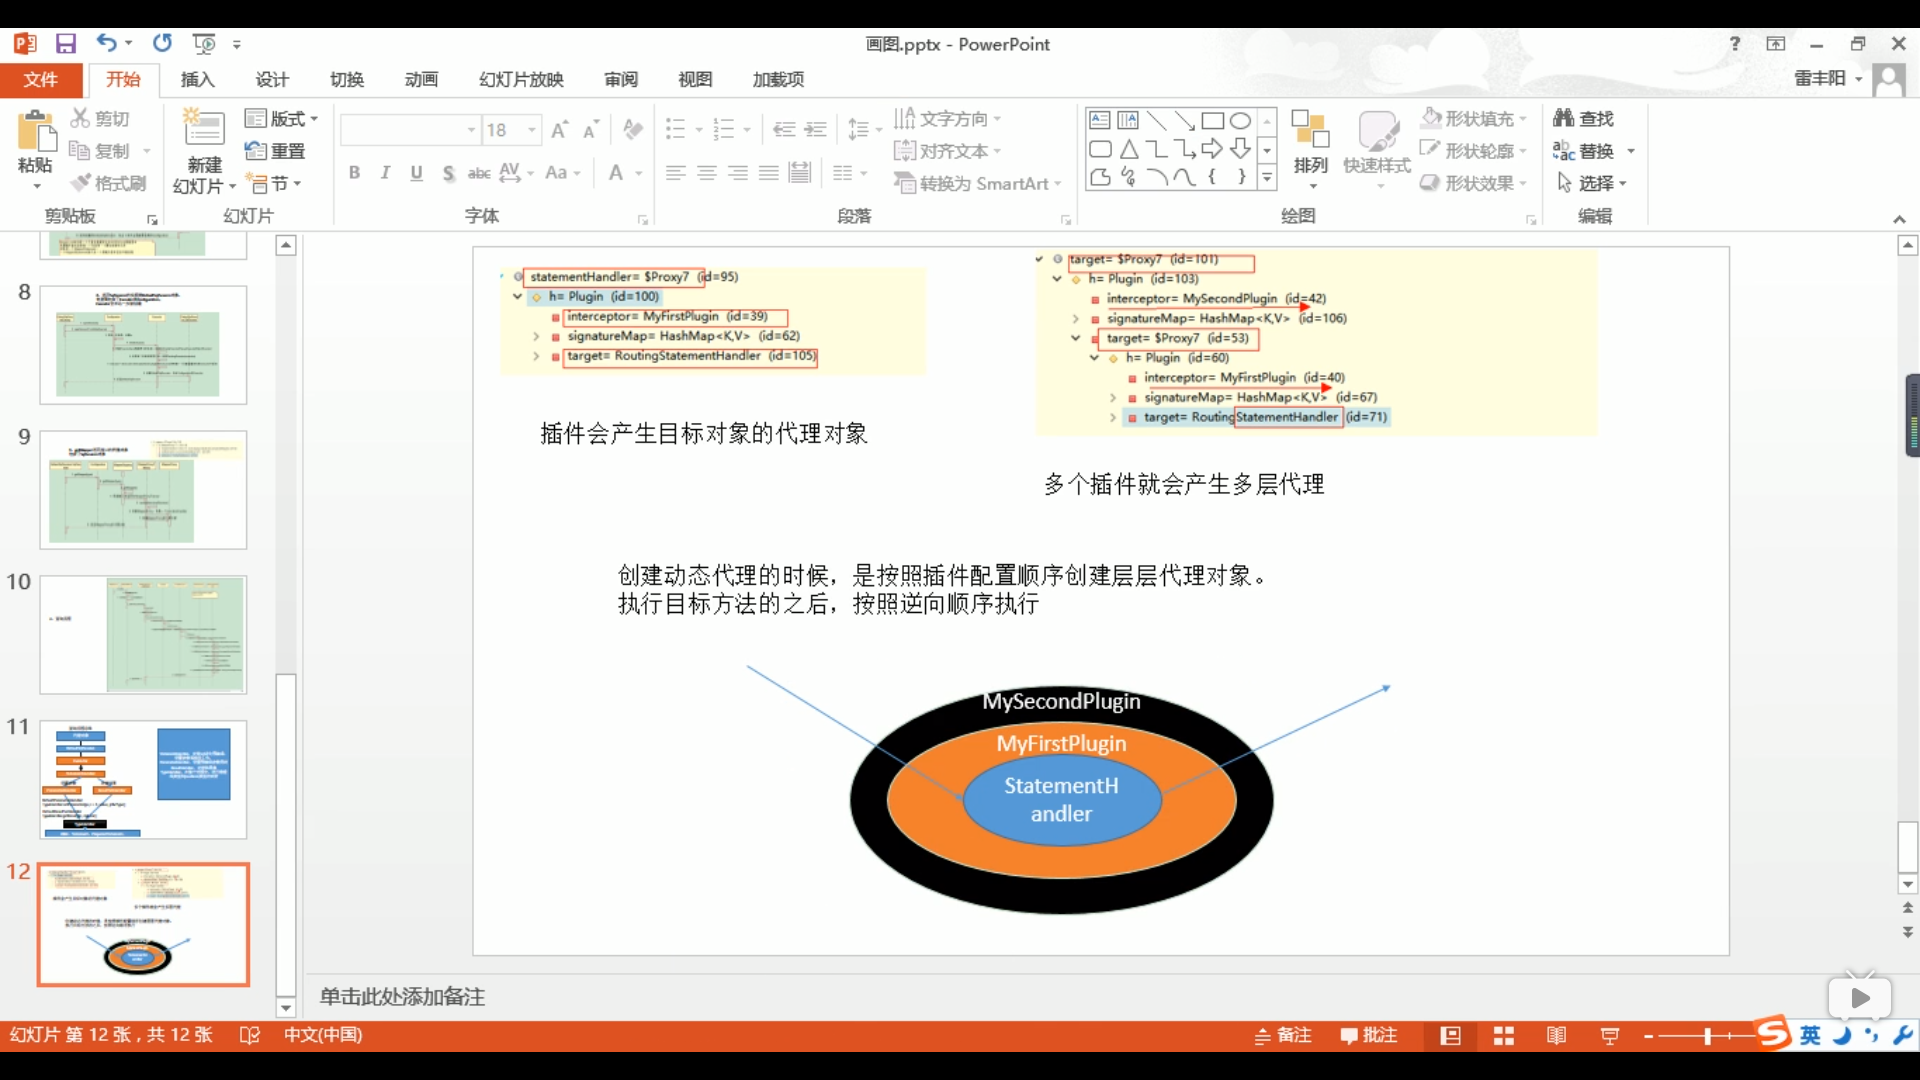 画图.pptx - PowerPoint
?
文件 开始 插入 设计 切换 动画 幻灯片放映 审阅 视图 加载项
雷丰阳
粘贴
剪切
复制
格式刷
剪贴板
新建
幻灯片
版式
重置
节
幻灯片
18
B I U S abc AV Aa A
字体
文字方向
对齐文本
转换为 SmartArt
段落
排列
快速样式
形状填充
形状轮廓
形状效果
绘图
查找
替换
选择
编辑
8
9
10
11
12
statementHandler= $Proxy7 (id=95)
h= Plugin (id=100)
interceptor= MyFirstPlugin (id=39)
signatureMap= HashMap<K,V> (id=62)
target= RoutingStatementHandler (id=105)
插件会产生目标对象的代理对象
target= $Proxy7 (id=101)
h= Plugin (id=103)
interceptor= MySecondPlugin (id=42)
signatureMap= HashMap<K,V> (id=106)
target= $Proxy7 (id=53)
h= Plugin (id=60)
interceptor= MyFirstPlugin (id=40)
signatureMap= HashMap<K,V> (id=67)
target= RoutingStatementHandler (id=71)
多个插件就会产生多层代理
创建动态代理的时候，是按照插件配置顺序创建层层代理对象。
执行目标方法的之后，按照逆向顺序执行
MySecondPlugin
MyFirstPlugin
StatementH
andler
单击此处添加备注
幻灯片 第 12 张，共 12 张 中文(中国)
备注 批注
英